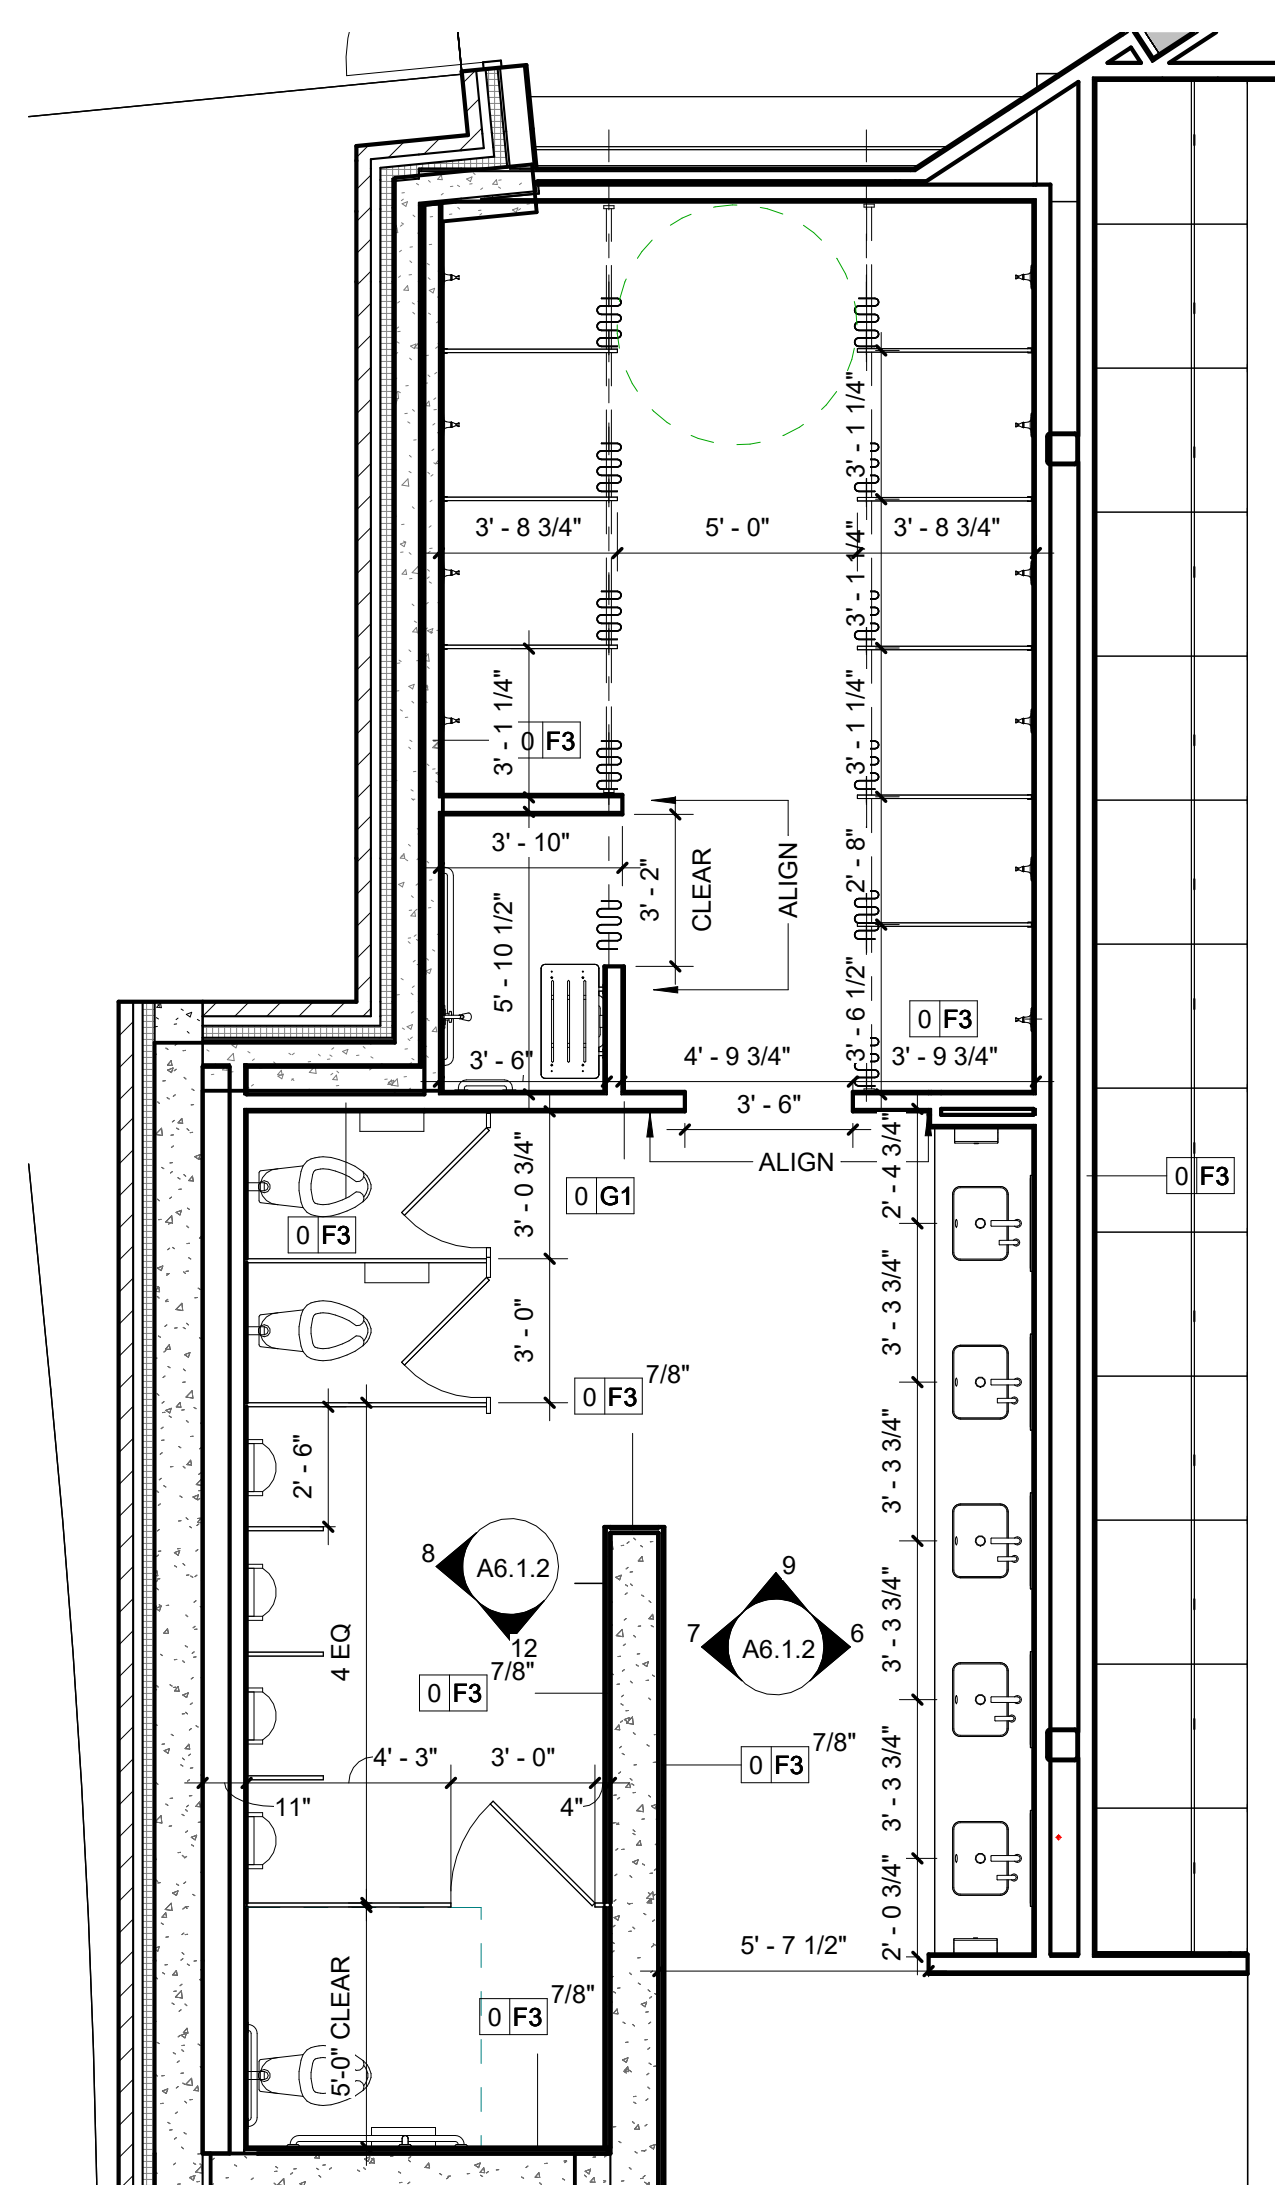 3' - 1 1/4"
3' - 8 3/4"
5' - 0"
3' - 8 3/4"
3' - 1 1/4"
3' - 1 1/4"
0 F3
3' - 1 1/4"
3' - 10"
3' - 2"
CLEAR
ALIGN
2' - 8"
5' - 10 1/2"
3' - 6"
4' - 9 3/4"
3' - 6 1/2"
0 F3
3' - 9 3/4"
3' - 6"
ALIGN
2' - 4 3/4"
3' - 0 3/4"
0 G1
0 F3
0 F3
3' - 0"
3' - 3 3/4"
0 F3
7/8"
2' - 6"
3' - 3 3/4"
8
A6.1.2
12
9
7
A6.1.2
6
3' - 3 3/4"
4 EQ
0 F3
7/8"
4' - 3"
3' - 0"
11"
4"
0 F3
7/8"
3' - 3 3/4"
2' - 0 3/4"
5' - 7 1/2"
5'-0" CLEAR
0 F3
7/8"